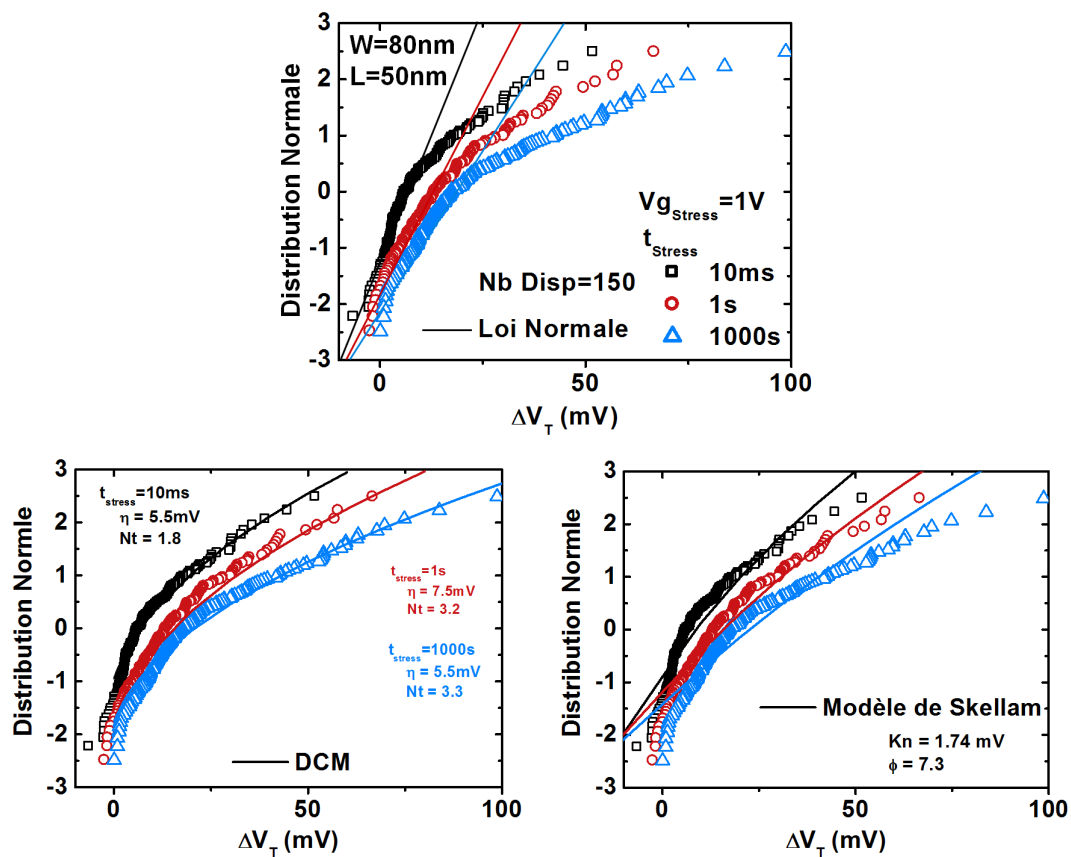 3
2
1
0
-1
-2
-3
Distribution Normale
W=80nm
L=50nm
Vg_Stress=1V
t_Stress
10ms
1s
1000s
Nb Disp=150
Loi Normale
0
50
100
ΔV_T (mV)
3
2
1
0
-1
-2
-3
Distribution Normle
t_stress=10ms
η = 5.5mV
Nt = 1.8
t_stress=1s
η = 7.5mV
Nt = 3.2
t_stress=1000s
η = 5.5mV
Nt = 3.3
DCM
0
50
100
ΔV_T (mV)
3
2
1
0
-1
-2
-3
Distribution Normale
Modèle de Skellam
Kn = 1.74 mV
ϕ = 7.3
0
50
100
ΔV_T (mV)